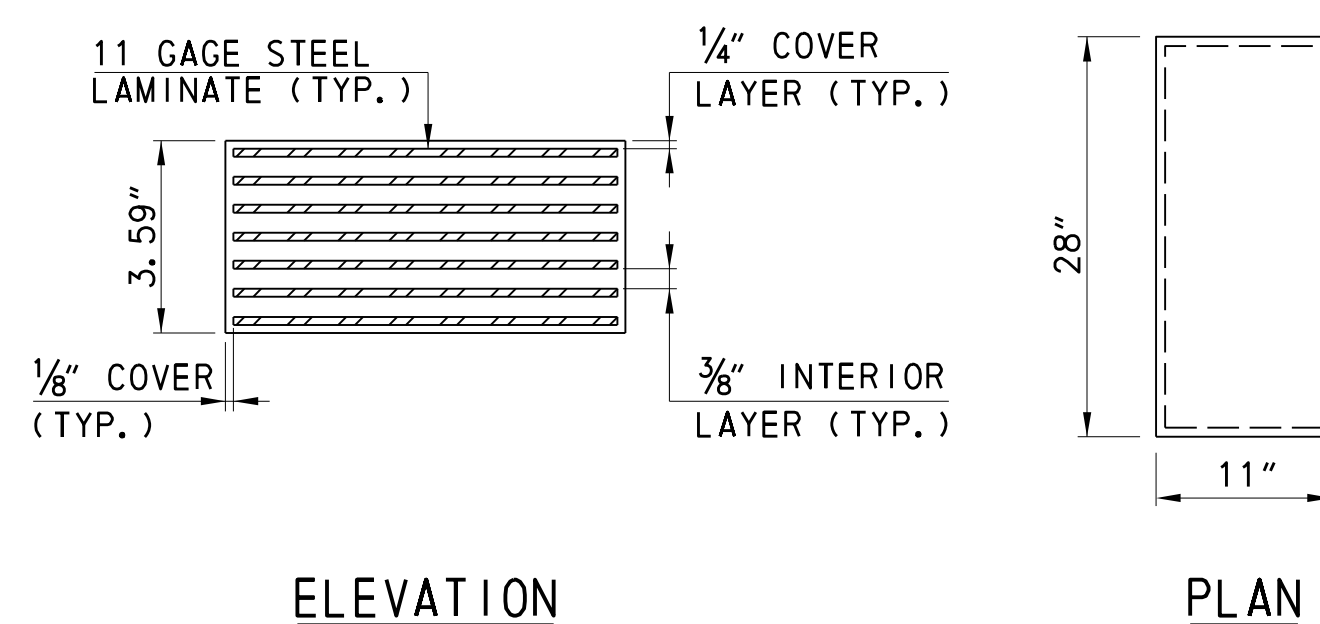 11 GAGE STEEL
LAMINATE (TYP.)
1/4" COVER
LAYER (TYP.)
3.59"
1/8" COVER
(TYP.)
3/8" INTERIOR
LAYER (TYP.)
28"
11"
ELEVATION
PLAN